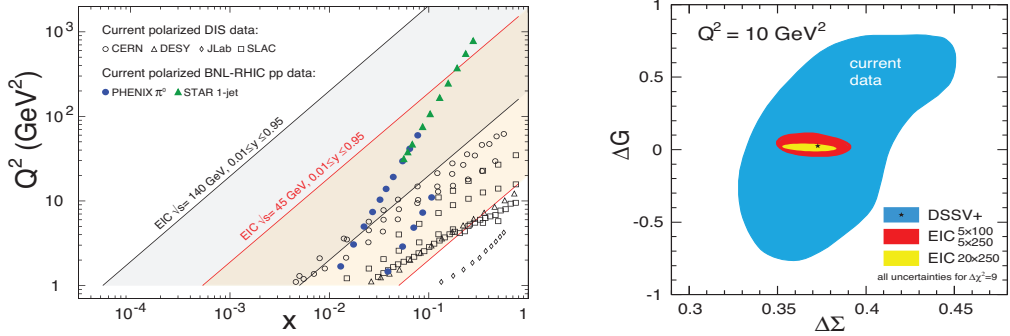 Current polarized DIS data:
○ CERN △ DESY ◊ JLab □ SLAC
Current polarized BNL-RHIC pp data:
● PHENIX π⁰ ▲ STAR 1-jet
EIC √s= 140 GeV, 0.01≤ y ≤0.95
EIC √s= 45 GeV, 0.01≤ y ≤0.95
Q² (GeV²)
10³
10²
10
1
10⁻⁴
10⁻³
10⁻²
10⁻¹
1
x
Q² = 10 GeV²
current
data
ΔG
1
0.5
0
-0.5
-1
DSSV+
EIC 5×100
5×250
EIC 20×250
all uncertainties for Δχ²=9
0.3
0.35
0.4
0.45
ΔΣ